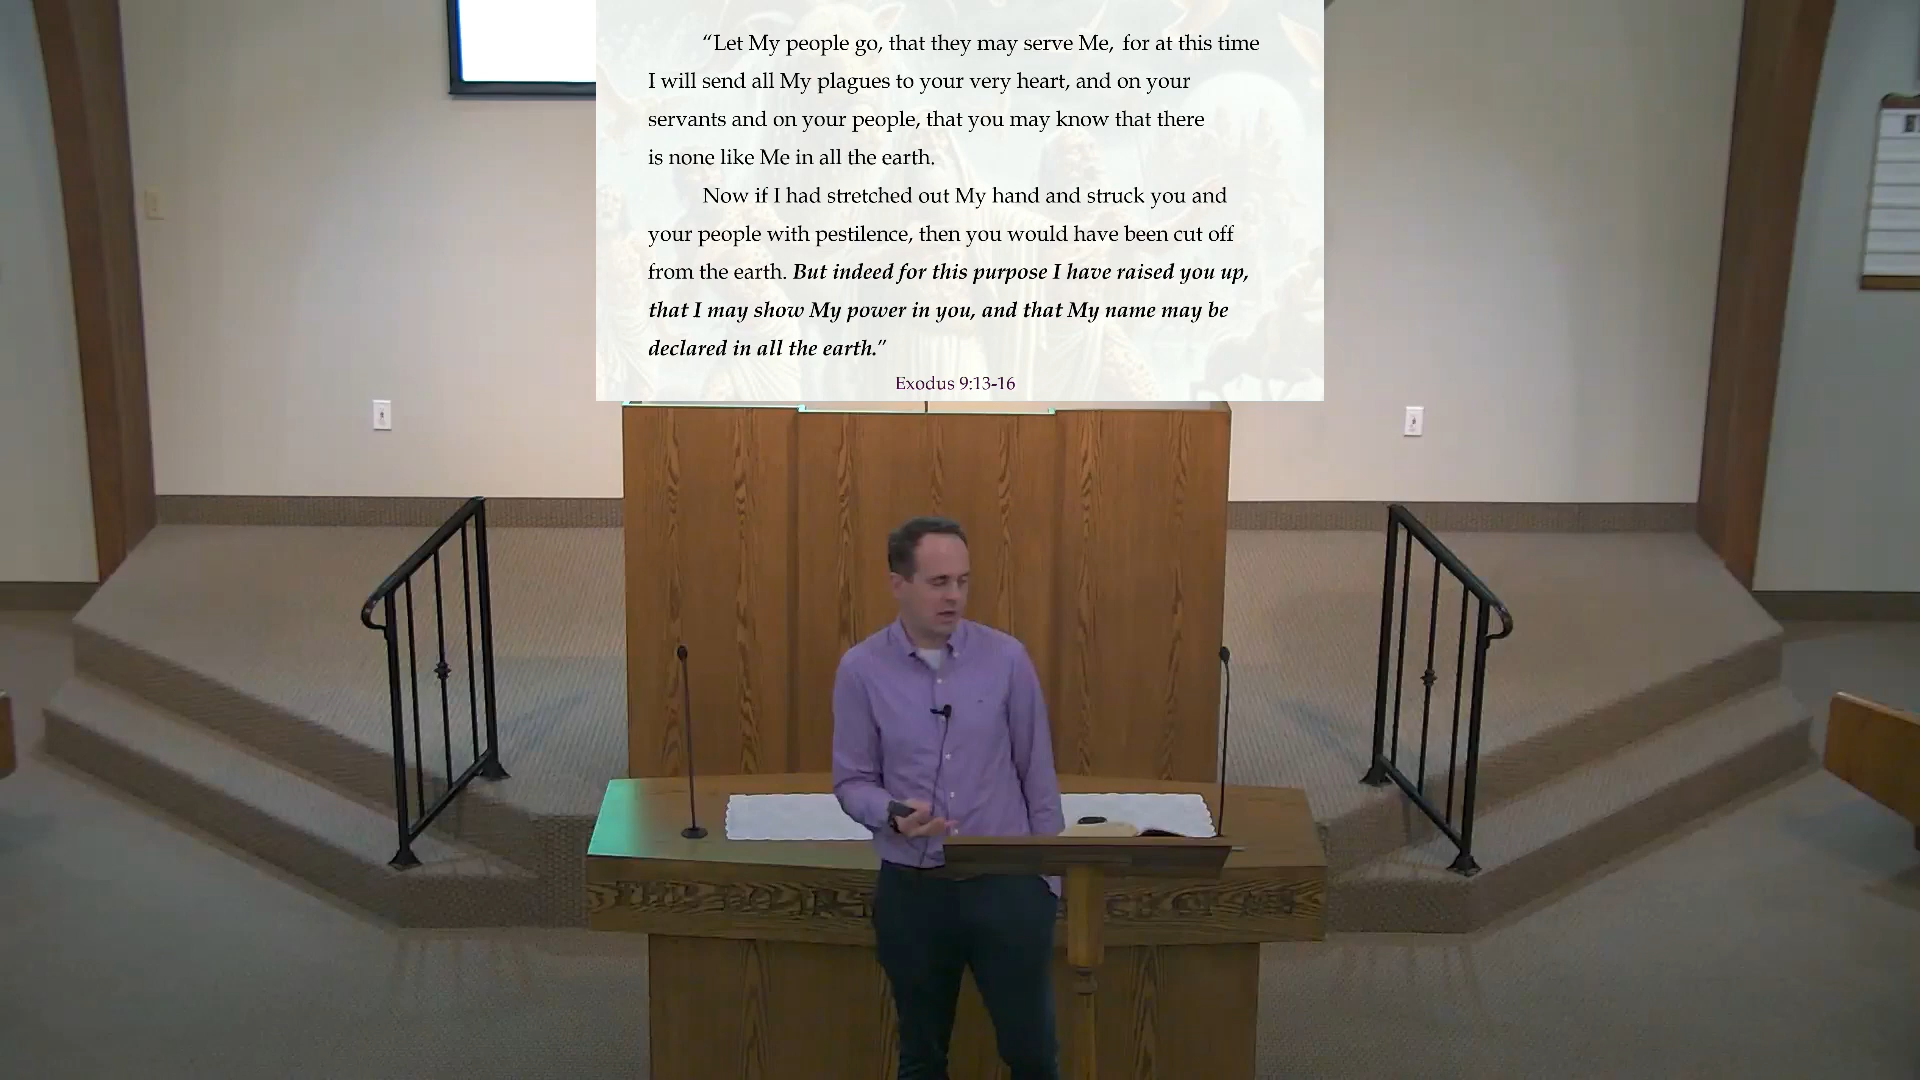 “Let My people go, that they may serve Me, for at this time
I will send all My plagues to your very heart, and on your
servants and on your people, that you may know that there
is none like Me in all the earth.
Now if I had stretched out My hand and struck you and
your people with pestilence, then you would have been cut off
from the earth. But indeed for this purpose I have raised you up,
that I may show My power in you, and that My name may be
declared in all the earth.”
Exodus 9:13-16
THIS DO IN
OF ME